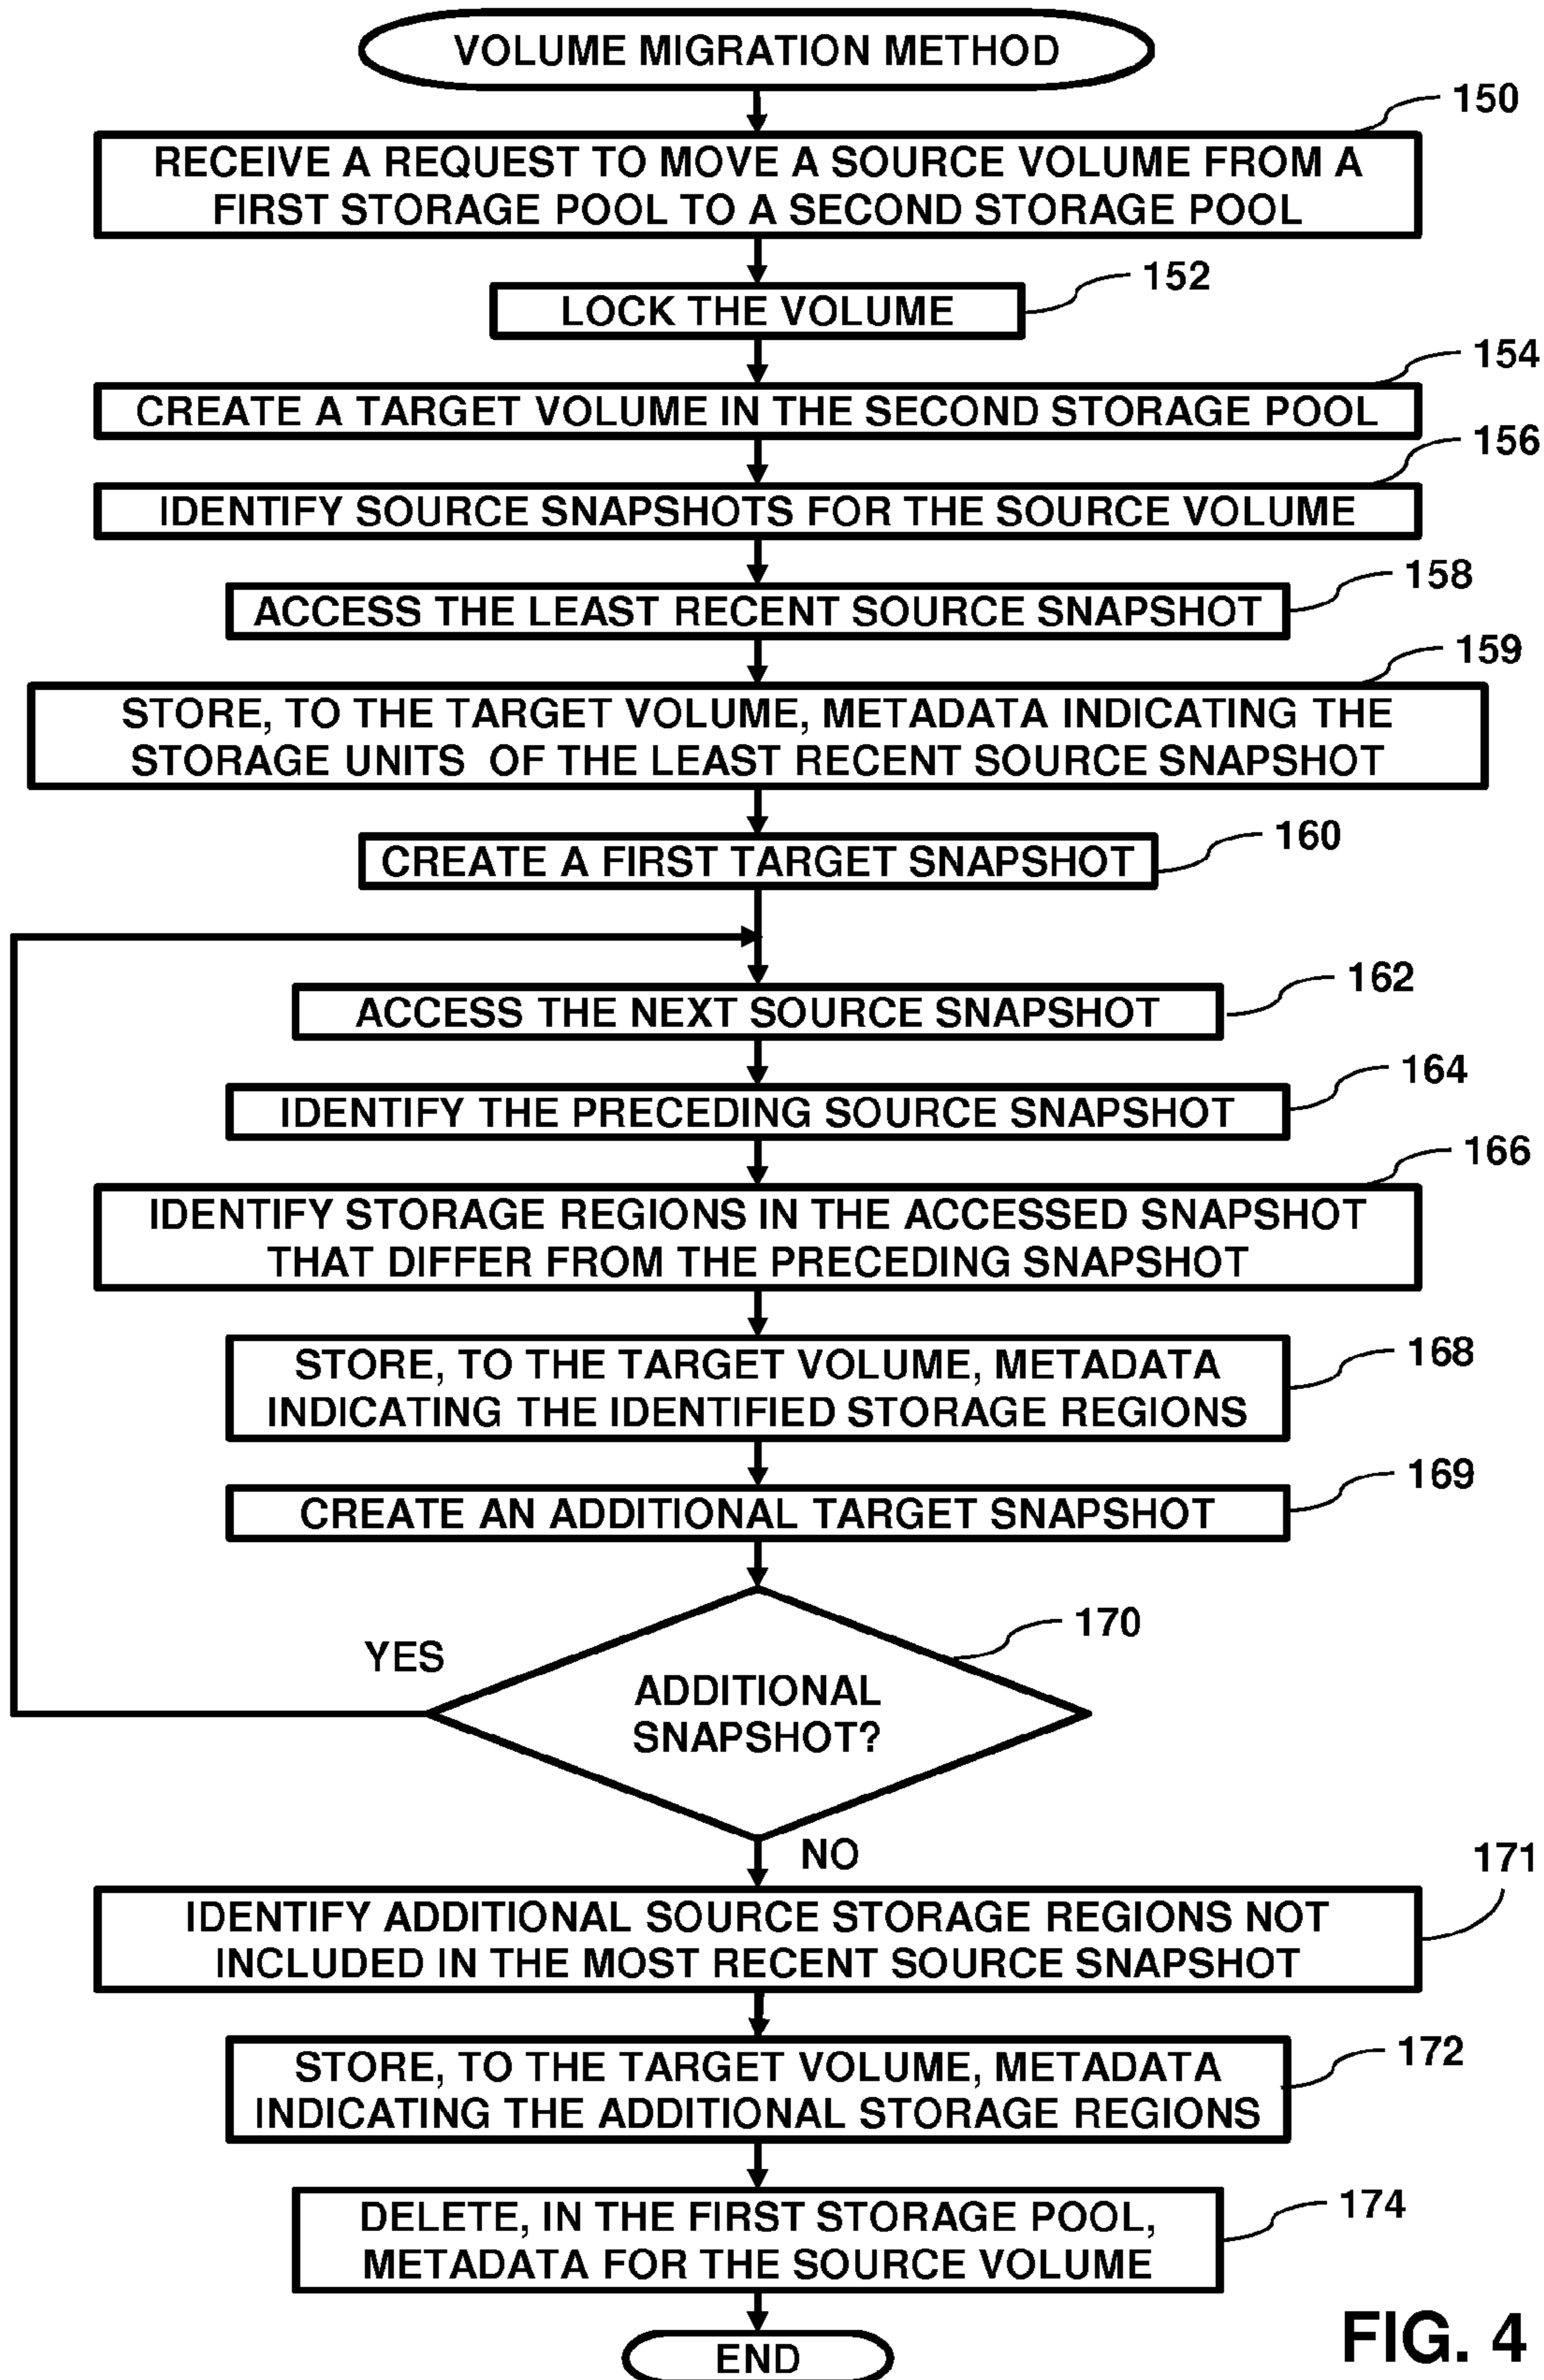 VOLUME MIGRATION METHOD
150
RECEIVE A REQUEST TO MOVE A SOURCE VOLUME FROM A
FIRST STORAGE POOL TO A SECOND STORAGE POOL
152
LOCK THE VOLUME
154
CREATE A TARGET VOLUME IN THE SECOND STORAGE POOL
156
IDENTIFY SOURCE SNAPSHOTS FOR THE SOURCE VOLUME
158
ACCESS THE LEAST RECENT SOURCE SNAPSHOT
159
STORE, TO THE TARGET VOLUME, METADATA INDICATING THE
STORAGE UNITS OF THE LEAST RECENT SOURCE SNAPSHOT
160
CREATE A FIRST TARGET SNAPSHOT
162
ACCESS THE NEXT SOURCE SNAPSHOT
164
IDENTIFY THE PRECEDING SOURCE SNAPSHOT
166
IDENTIFY STORAGE REGIONS IN THE ACCESSED SNAPSHOT
THAT DIFFER FROM THE PRECEDING SNAPSHOT
168
STORE, TO THE TARGET VOLUME, METADATA
INDICATING THE IDENTIFIED STORAGE REGIONS
169
CREATE AN ADDITIONAL TARGET SNAPSHOT
170
YES
ADDITIONAL
SNAPSHOT?
NO
171
IDENTIFY ADDITIONAL SOURCE STORAGE REGIONS NOT
INCLUDED IN THE MOST RECENT SOURCE SNAPSHOT
172
STORE, TO THE TARGET VOLUME, METADATA
INDICATING THE ADDITIONAL STORAGE REGIONS
174
DELETE, IN THE FIRST STORAGE POOL,
METADATA FOR THE SOURCE VOLUME
END
FIG. 4